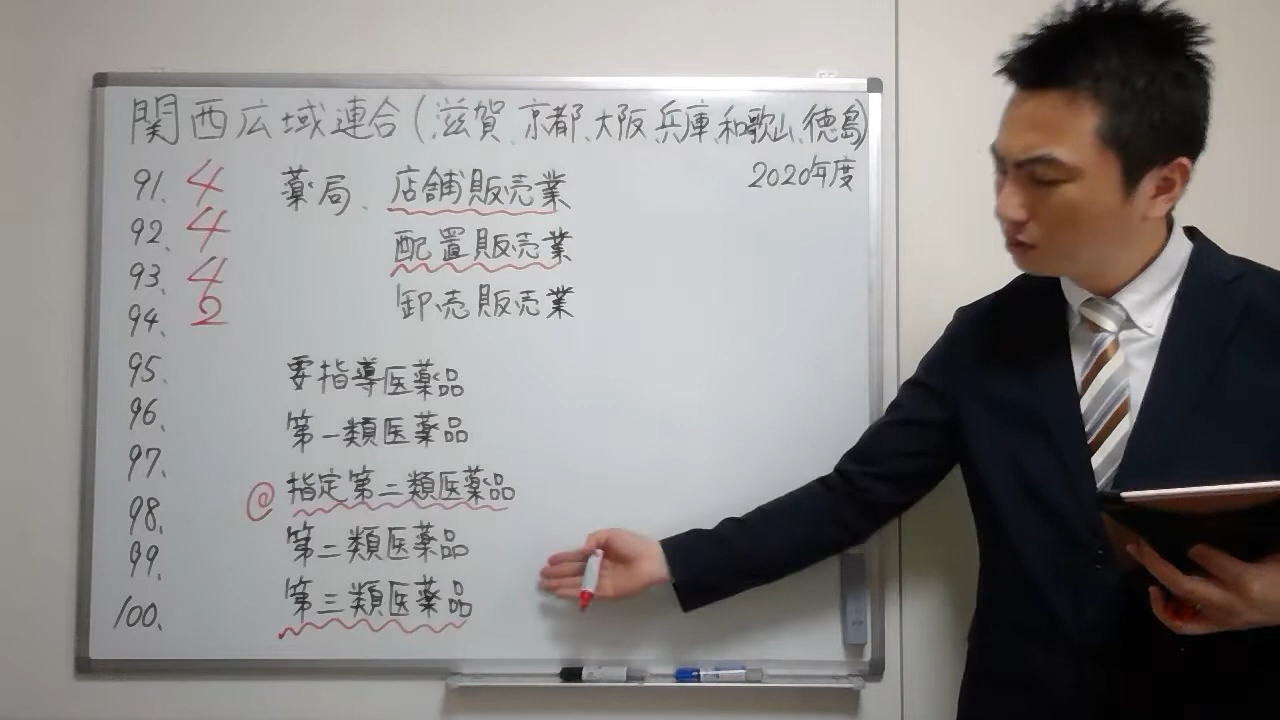 関西広域連合(滋賀、京都、大阪、兵庫、和歌山、徳島)
2020年度
91. 4
92. 4
93. 4
94. 2
95.
96.
97.
98.
99.
100.
薬局、店舗販売業
配置販売業
卸売販売業
要指導医薬品
第一類医薬品
@指定第二類医薬品
第二類医薬品
第三類医薬品